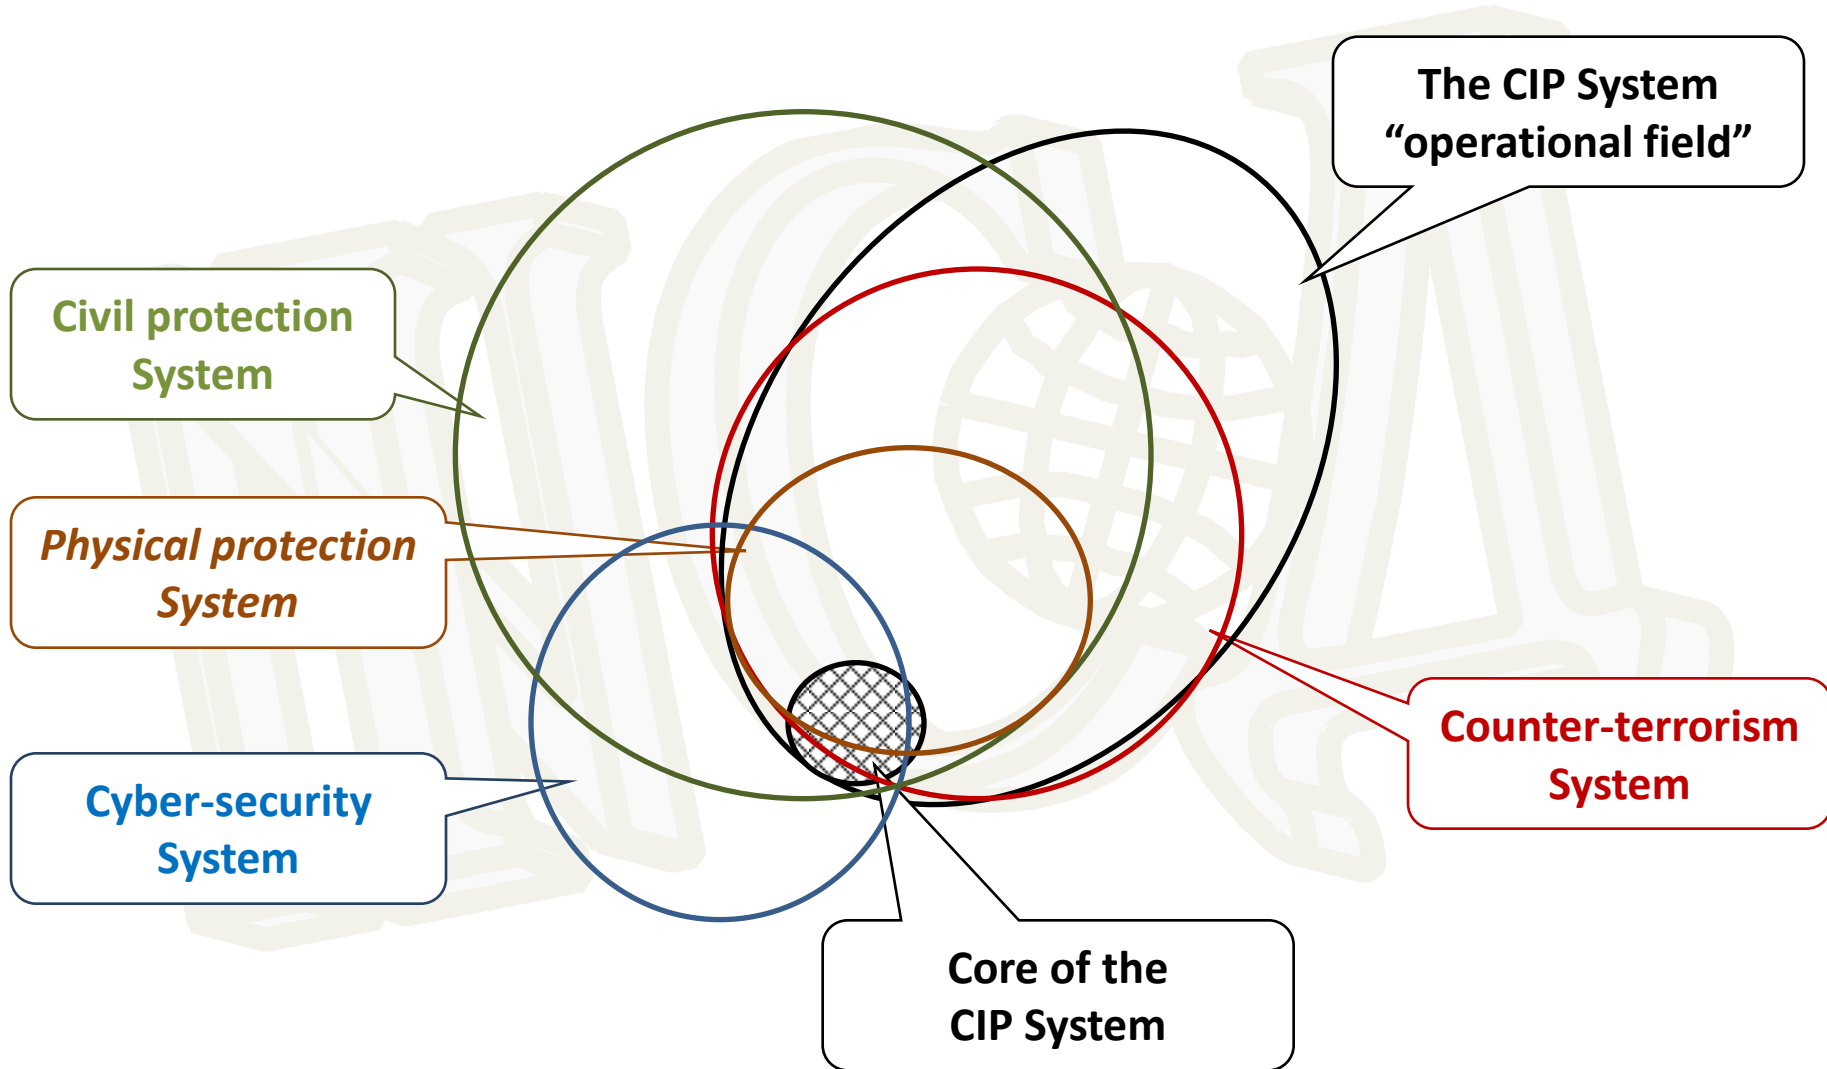 The CIP System
“operational field”
Civil protection
System
Physical protection
System
Cyber-security
System
Counter-terrorism
System
Core of the
CIP System